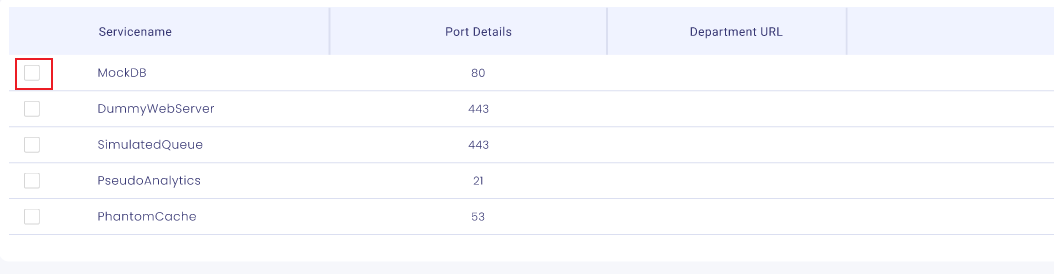 Servicename Port Details Department URL
MockDB 80
DummyWebServer 443
SimulatedQueue 443
PseudoAnalytics 21
PhantomCache 53